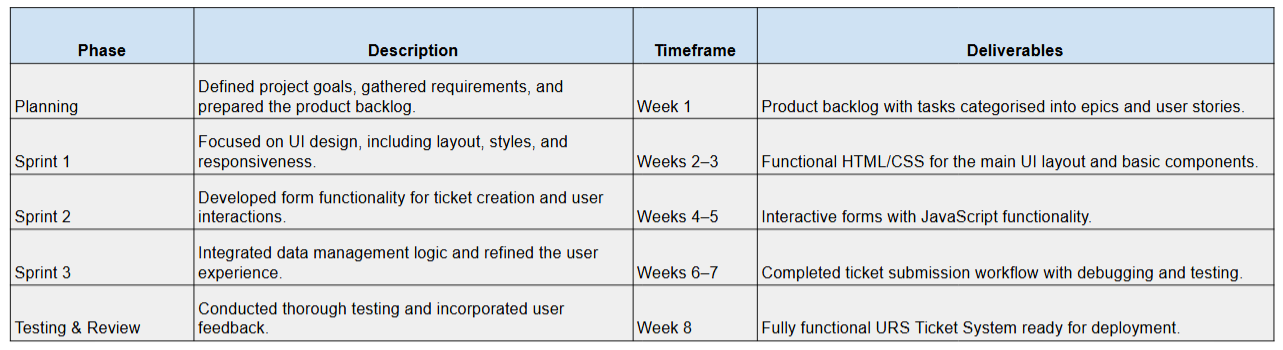 Phase Description Timeframe Deliverables
Defined project goals, gathered requirements, and
Planning prepared the product backlog. Week 1 Product backlog with tasks categorised into epics and user stories.
Focused on UI design, including layout, styles, and
Sprint 1 responsiveness. Weeks 2–3 Functional HTML/CSS for the main UI layout and basic components.
Developed form functionality for ticket creation and user
Sprint 2 interactions. Weeks 4–5 Interactive forms with JavaScript functionality.
Integrated data management logic and refined the user
Sprint 3 experience. Weeks 6–7 Completed ticket submission workflow with debugging and testing.
Conducted thorough testing and incorporated user
Testing & Review feedback. Week 8 Fully functional URS Ticket System ready for deployment.